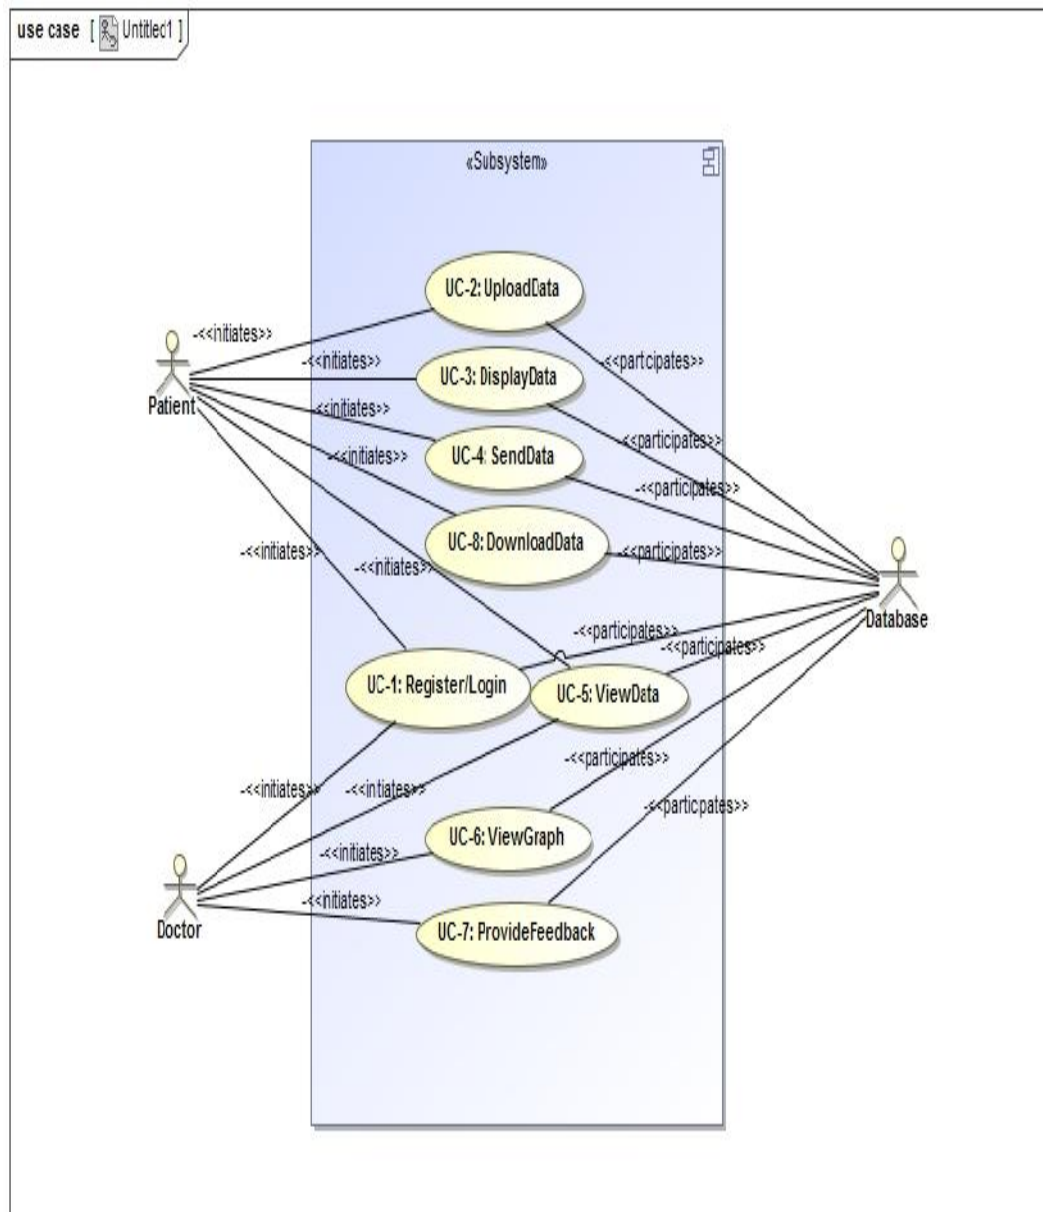 use case [ Untitled1 ]
«Subsystem»
UC-2: UploadData
-<<initiates>>
-<<partcipates>>
-<<initiates>>
UC-3: DisplayData
Patient
-<<initiates>>
-<<participates>>
-<<initiates>>
UC-4: SendData
-<<participates>>
UC-8: DownloadData
-<<initiates>>
-<<participates>>
-<<initiates>>
Database
-<<participates>>
-<<participates>>
UC-1: Register/Login
UC-5: ViewData
-<<participates>>
-<<initiates>>
-<<intiates>>
-<<particpates>>
UC-6: ViewGraph
-<<initiates>>
-<<initiates>>
Doctor
UC-7: ProvideFeedback